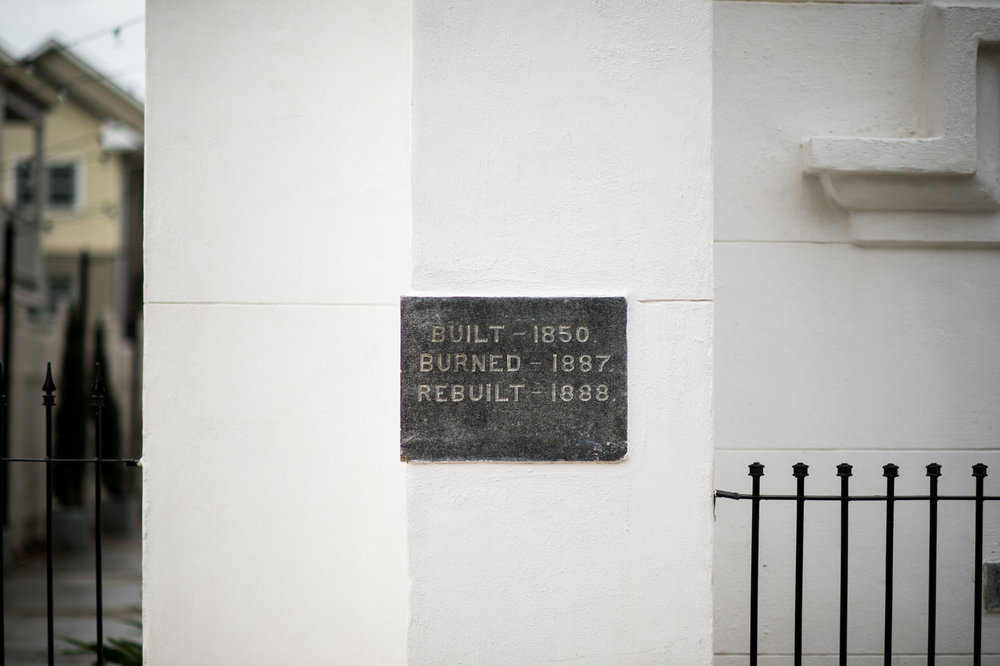 BUILT - 1850.
BURNED - 1887.
REBUILT - 1888.